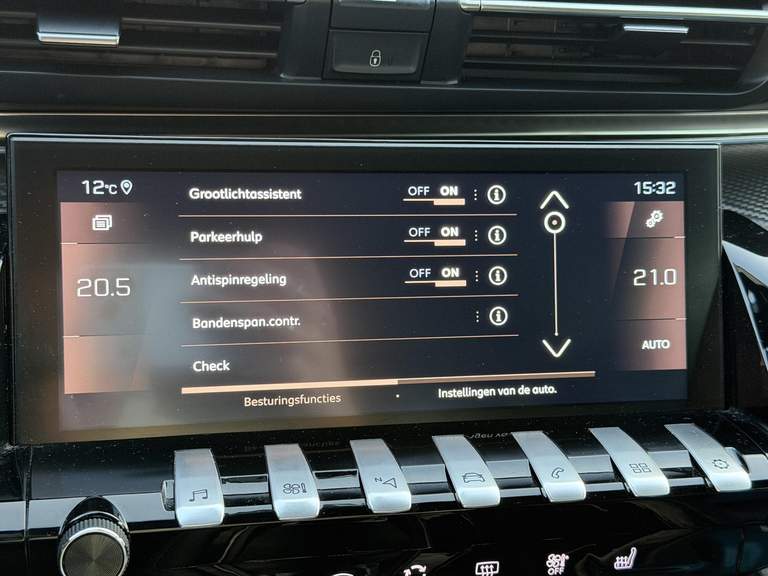 12°C 15:32
Grootlichtassistent OFF ON
Parkeerhulp OFF ON
20.5 21.0
Antispinregeling OFF ON
Bandenspan.contr.
AUTO
Check
Besturingsfuncties Instellingen van de auto.
N
OFF